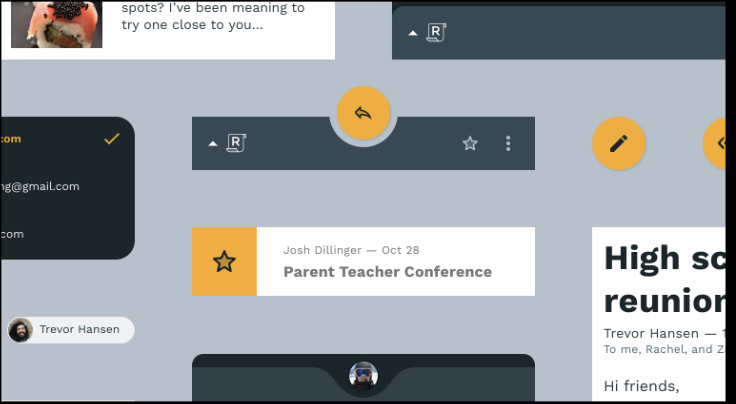 spots? I've been meaning to
try one close to you...
com
ng@gmail.com
com
Josh Dillinger — Oct 28
Parent Teacher Conference
Trevor Hansen
High sc
reunion
Trevor Hansen —
To me, Rachel, and Z
Hi friends,